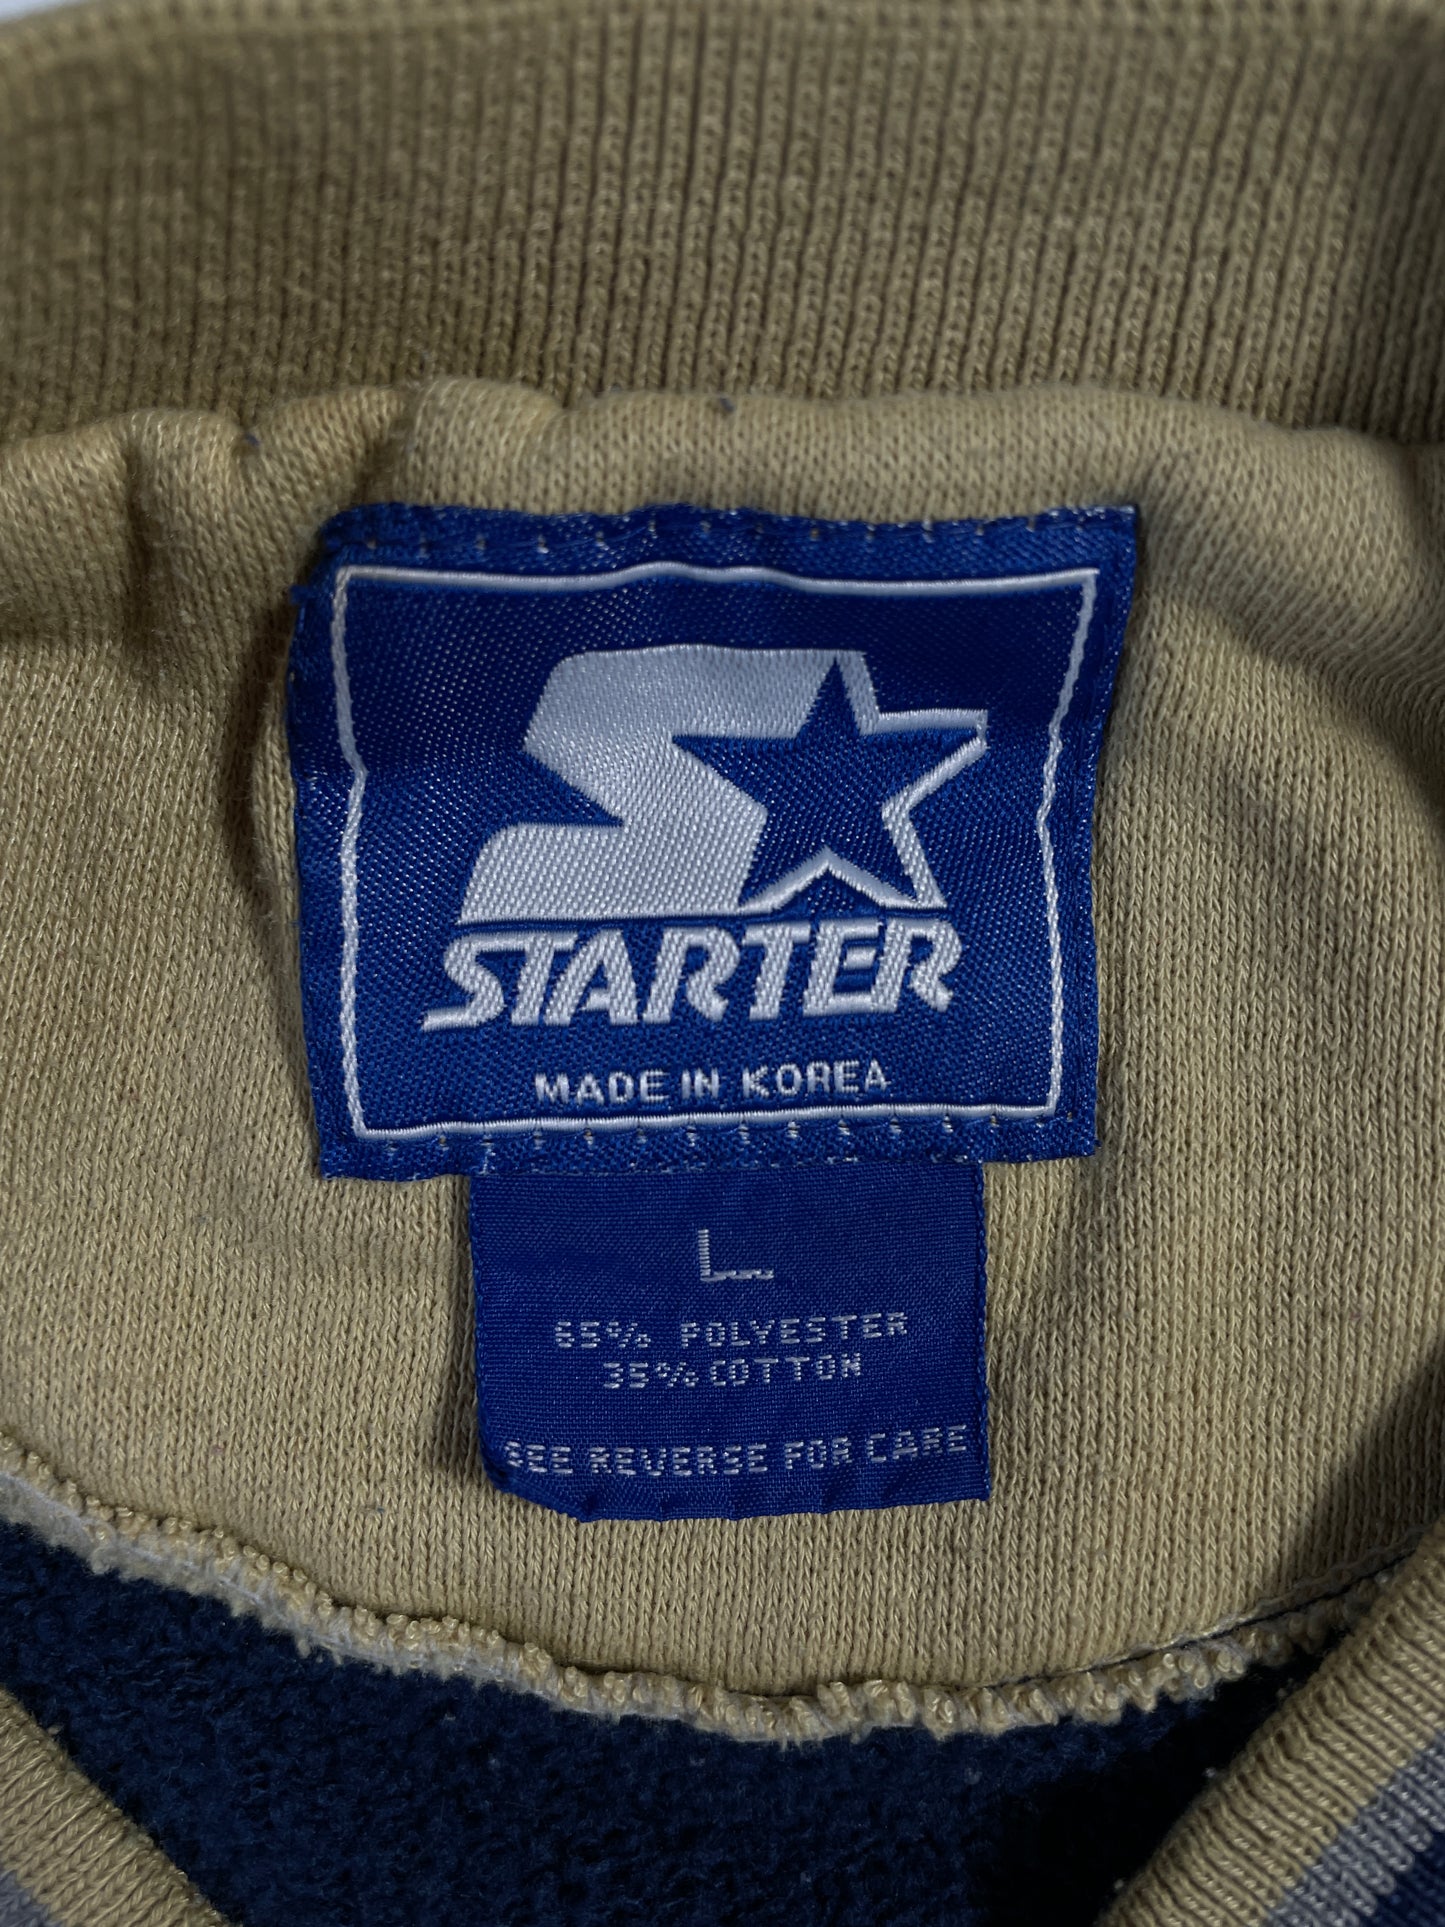 STARTER
MADE IN KOREA
L
65% POLYESTER
35% COTTON
SEE REVERSE FOR CARE